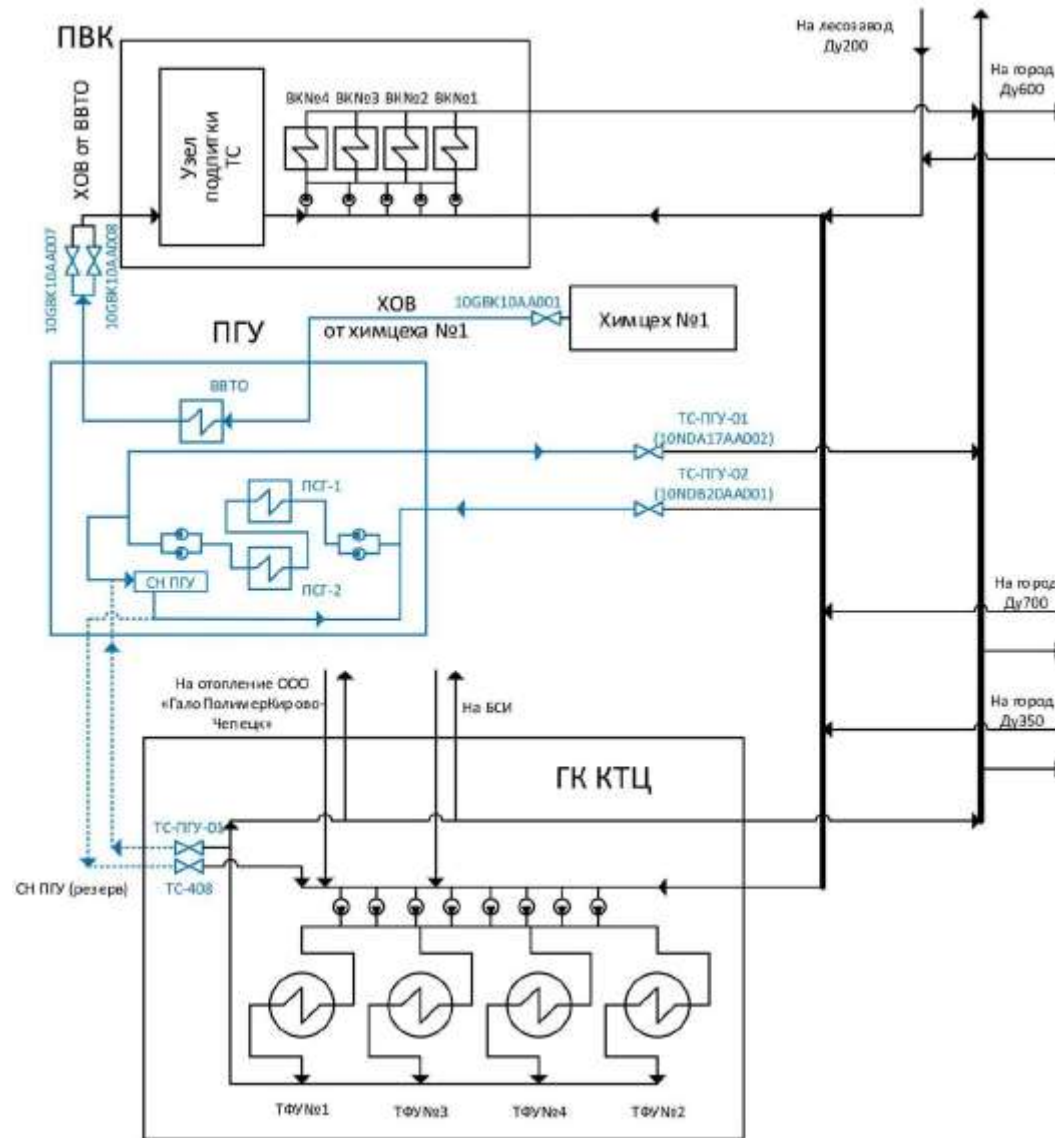 ПВК
На лесозавод
Ду200
На город
Ду600
ХОВ от ВВТО
Узел
подпитки
ТС
ВК№4
ВК№3
ВК№2
ВК№1
10GBK10AA007
10GBK10AA008
ХОВ
от химцеха №1
10GBK10AA001
Химцех №1
ПГУ
ВВТО
ТС-ПГУ-01
(10NDA17AA002)
ТС-ПГУ-02
(10NDB20AA001)
ПСГ-1
ПСГ-2
СН ПГУ
На город
Ду700
На отопление ООО
«ГалоПолимерКирово-
Чепецк»
На БСИ
На город
Ду350
ГК КТЦ
ТС-ПГУ-05
ТС-408
СН ПГУ (резерв)
ТФУ№1
ТФУ№3
ТФУ№4
ТФУ№2